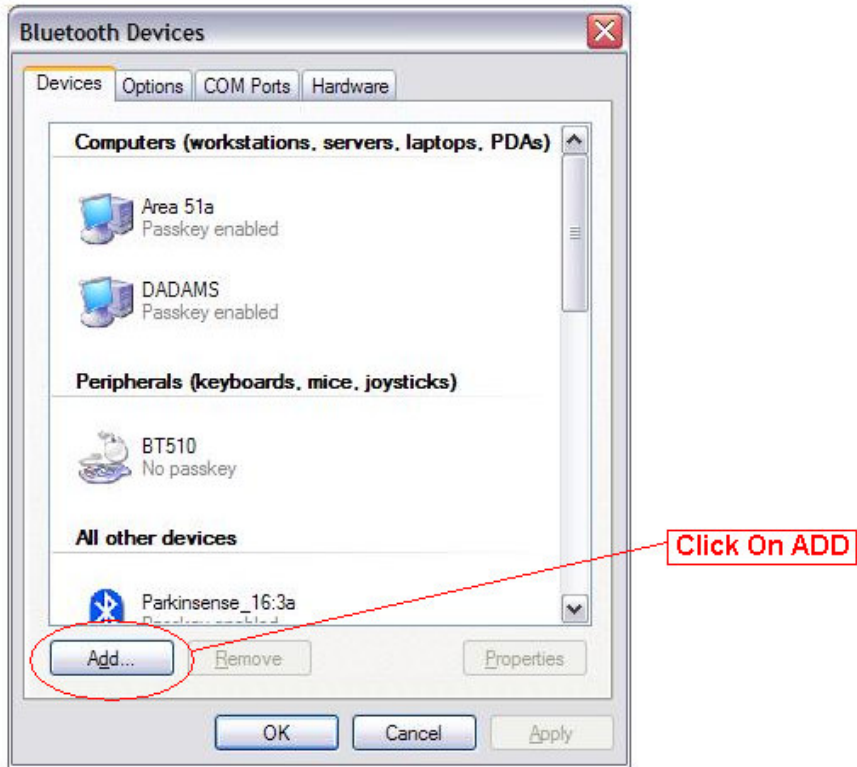 Bluetooth Devices
Devices Options COM Ports Hardware
Computers (workstations, servers, laptops, PDAs)
Area 51a
Passkey enabled
DADAMS
Passkey enabled
Peripherals (keyboards, mice, joysticks)
BT510
No passkey
All other devices
Parkinsense_16:3a
Click On ADD
Add... Remove Properties
OK Cancel Apply